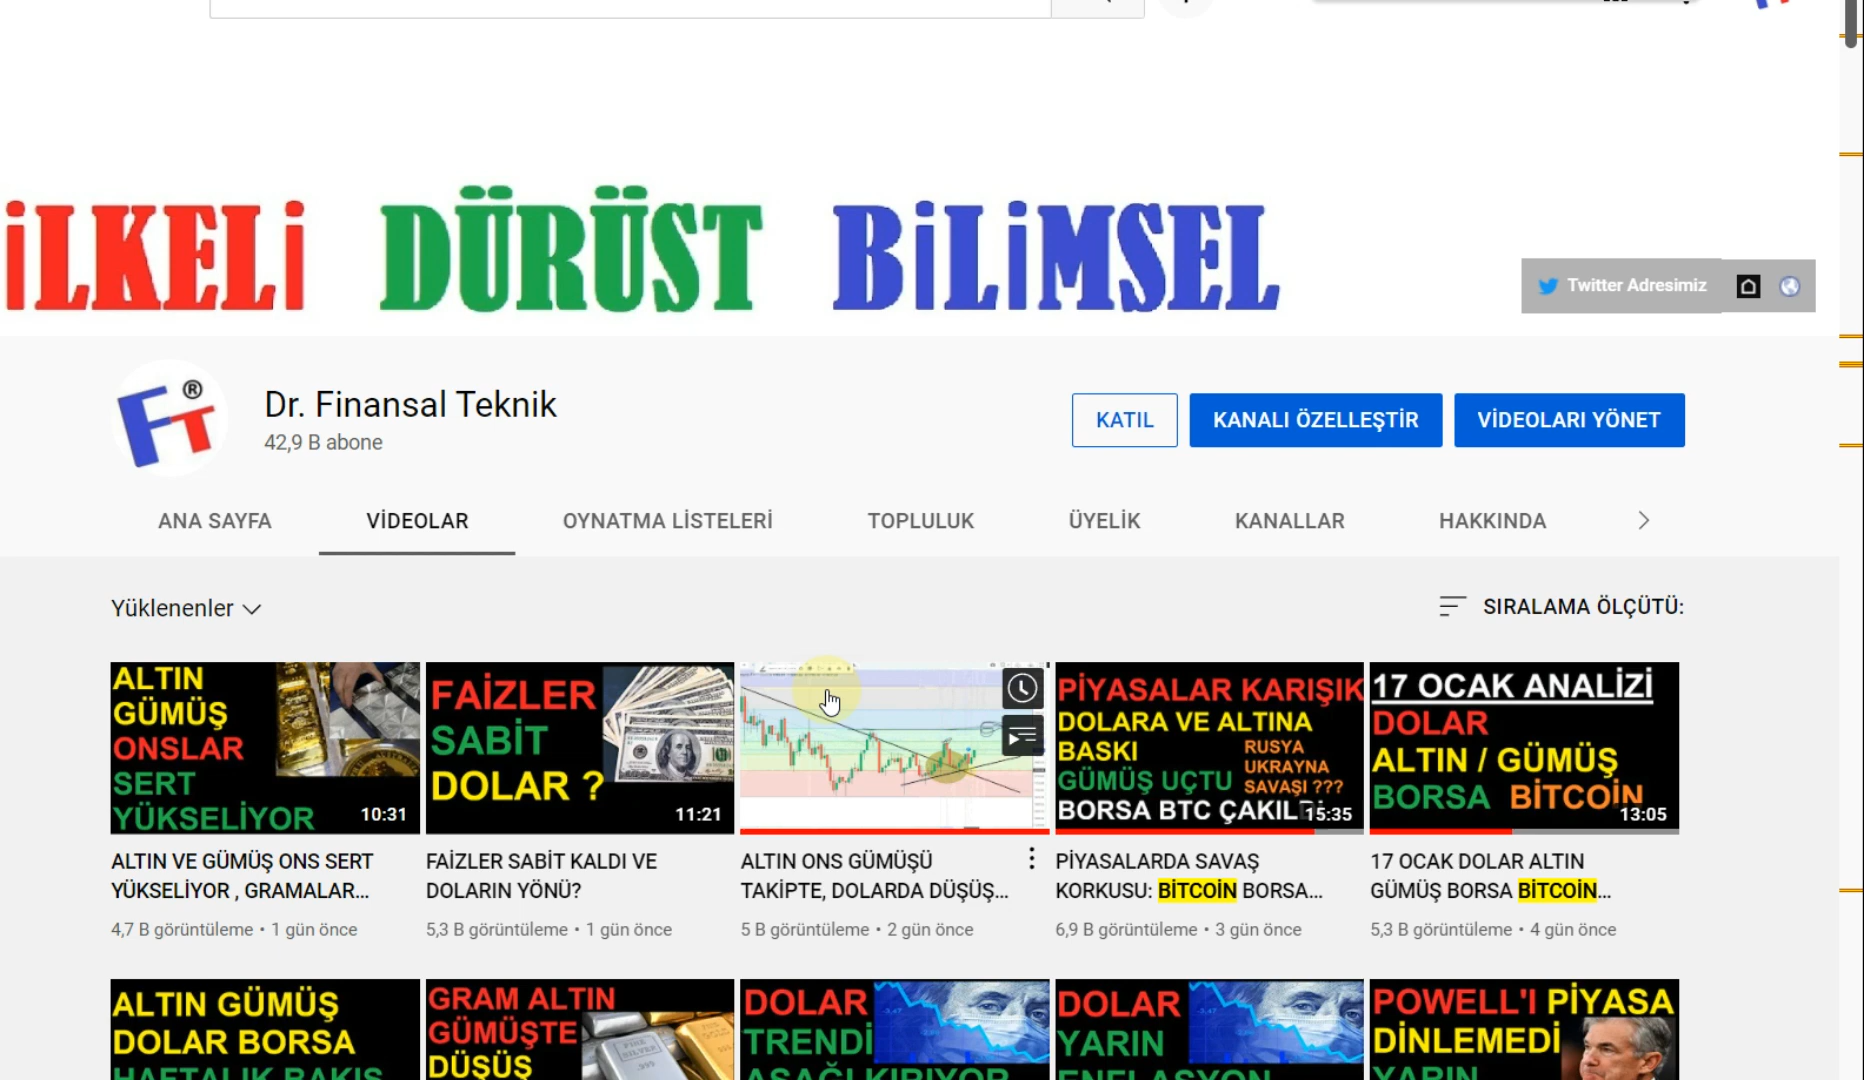 İLKELİ DÜRÜST BİLİMSEL
Twitter Adresimiz
FT ®
Dr. Finansal Teknik
42,9 B abone
KATIL
KANALI ÖZELLEŞTİR
VİDEOLARI YÖNET
ANA SAYFA
VİDEOLAR
OYNATMA LİSTELERİ
TOPLULUK
ÜYELİK
KANALLAR
HAKKINDA
Yüklenenler
SIRALAMA ÖLÇÜTÜ:
ALTIN
GÜMÜŞ
ONSLAR
SERT
YÜKSELİYOR
10:31
ALTIN VE GÜMÜŞ ONS SERT
YÜKSELİYOR , GRAMALAR...
4,7 B görüntüleme • 1 gün önce
FAİZLER
SABİT
DOLAR ?
11:21
FAİZLER SABİT KALDI VE
DOLARIN YÖNÜ?
5,3 B görüntüleme • 1 gün önce
ALTIN ONS GÜMÜŞÜ
TAKİPTE, DOLARDA DÜŞÜŞ...
5 B görüntüleme • 2 gün önce
PİYASALAR KARIŞIK
DOLARA VE ALTINA
BASKI
GÜMÜŞ UÇTU
RUSYA
UKRAYNA
SAVAŞI ???
BORSA BTC
15:35
PİYASALARDA SAVAŞ
KORKUSU: BİTCOİN BORSA...
6,9 B görüntüleme • 3 gün önce
17 OCAK ANALİZİ
DOLAR
ALTIN / GÜMÜŞ
BORSA BİTCOİN
13:05
17 OCAK DOLAR ALTIN
GÜMÜŞ BORSA BİTCOİN...
5,3 B görüntüleme • 4 gün önce
ALTIN GÜMÜŞ
DOLAR BORSA
HAFTALIK BAKIŞ
GRAM ALTIN
GÜMÜŞTE
DÜŞÜŞ
DOLAR
TRENDİ
AŞAĞI KIRIYOR
DOLAR
YARIN
ENFLASYON
POWELL'I PİYASA
DİNLEMEDİ
YARIN